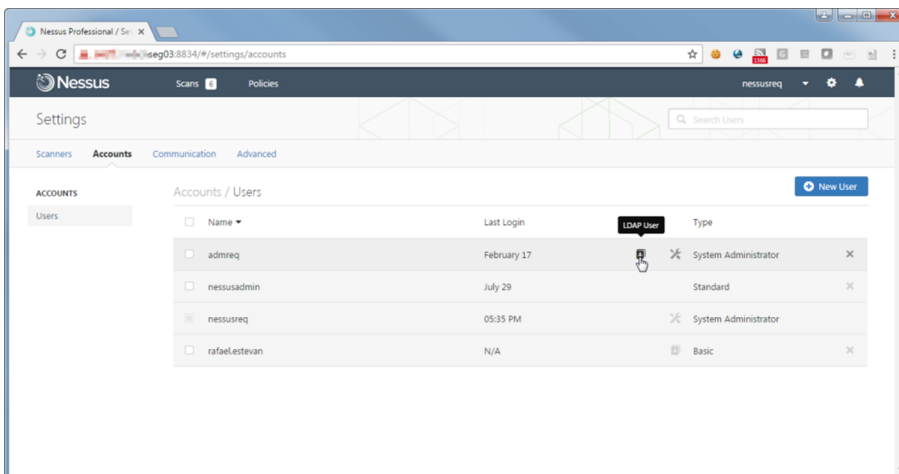 Nessus Professional / Set
seg03:8834/#/settings/accounts
Nessus Scans 6 Policies nessusreq
Settings
Search Users
Scanners Accounts Communication Advanced
ACCOUNTS
Users
Accounts / Users
New User
Name Last Login Type
LDAP User
admreq February 17 System Administrator
nessusadmin July 29 Standard
nessusreq 05:35 PM System Administrator
rafael.estevan N/A Basic